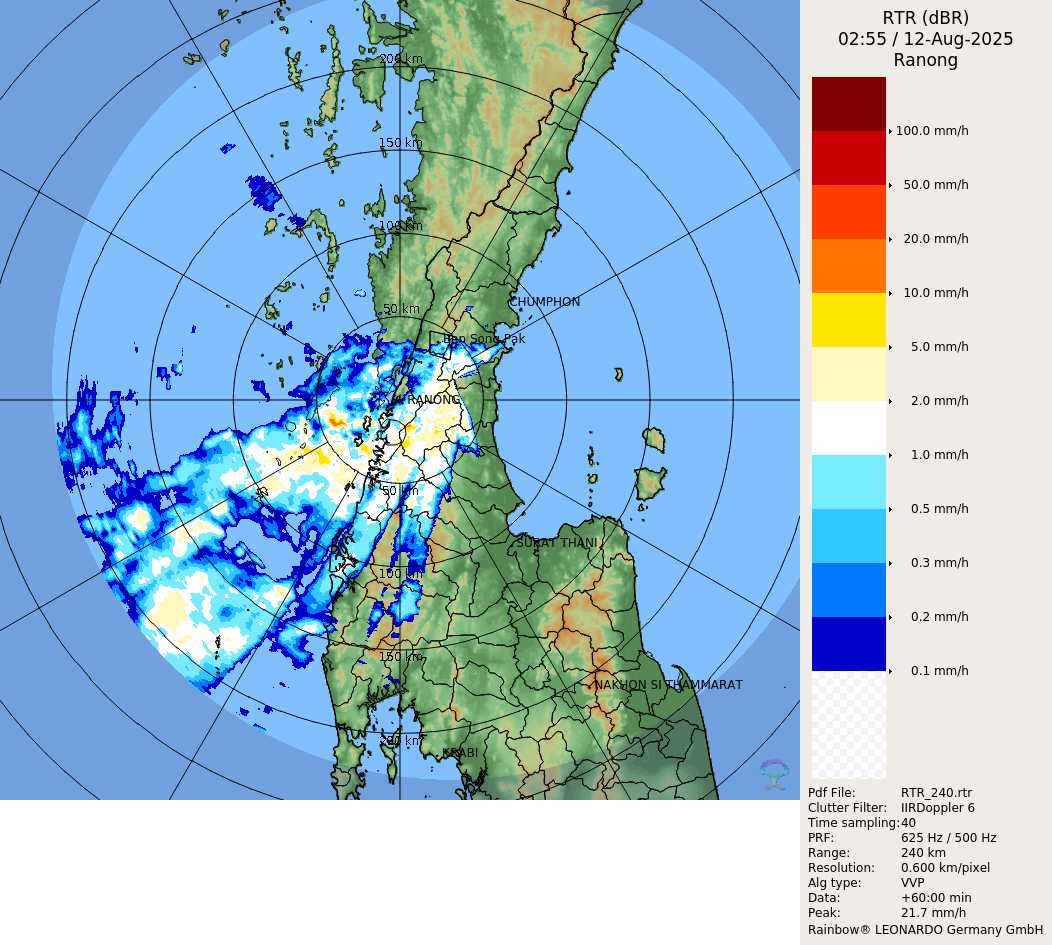 RTR (dBR)
02:55 / 12-Aug-2025
Ranong
200 km
150 km
100 km
50 km
CHUMPHON
Ban Song Pak
RANONG
50 km
SURAT THANI
100 km
150 km
NAKHON SI THAMMARAT
200 km
KRABI
100.0 mm/h
50.0 mm/h
20.0 mm/h
10.0 mm/h
5.0 mm/h
2.0 mm/h
1.0 mm/h
0.5 mm/h
0.3 mm/h
0.2 mm/h
0.1 mm/h
Pdf File: RTR_240.rtr
Clutter Filter: IIRDoppler 6
Time sampling:40
PRF: 625 Hz / 500 Hz
Range: 240 km
Resolution: 0.600 km/pixel
Alg type: VVP
Data: +60:00 min
Peak: 21.7 mm/h
Rainbow® LEONARDO Germany GmbH